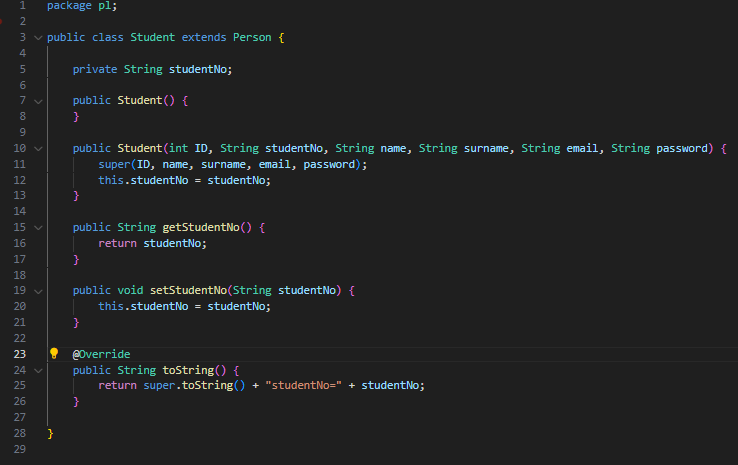 1 package pl;
2
3 public class Student extends Person {
4
5     private String studentNo;
6
7     public Student() {
8     }
9
10     public Student(int ID, String studentNo, String name, String surname, String email, String password) {
11         super(ID, name, surname, email, password);
12         this.studentNo = studentNo;
13     }
14
15     public String getStudentNo() {
16         return studentNo;
17     }
18
19     public void setStudentNo(String studentNo) {
20         this.studentNo = studentNo;
21     }
22
23     @Override
24     public String toString() {
25         return super.toString() + "studentNo=" + studentNo;
26     }
27
28 }
29